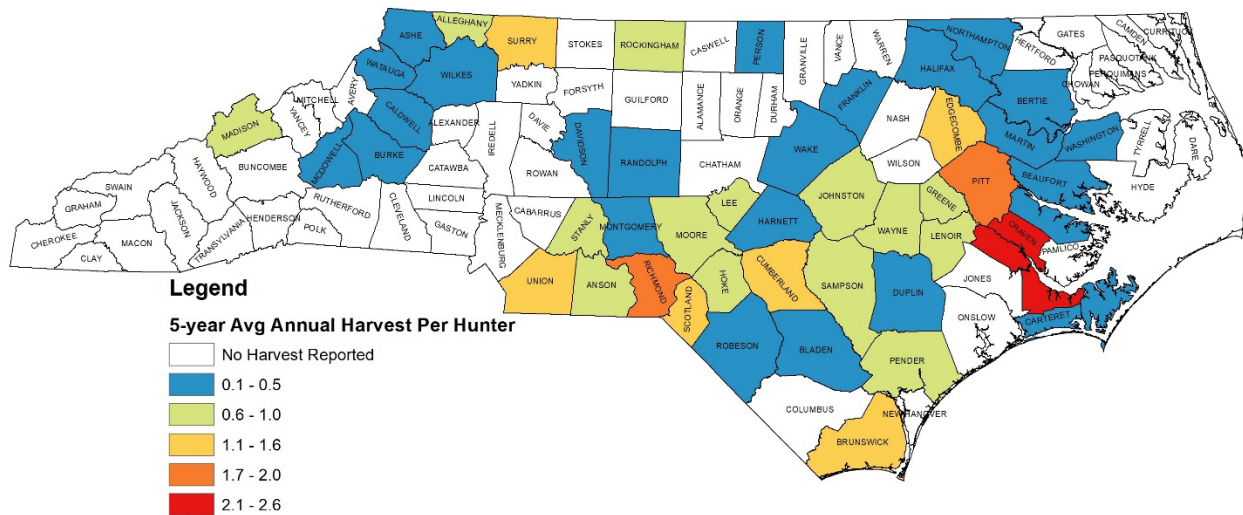 ALLEGHANY
ASHE
SURRY
STOKES
ROCKINGHAM
CASWELL
PERSON
GRANVILLE
VANCE
WARREN
NORTHAMPTON
GATES
CAMDEN
CURRITUCK
HERTFORD
PASQUOTANK
PERQUIMANS
CHOWAN
HALIFAX
BERTIE
WATAUGA
WILKES
YADKIN
FORSYTH
GUILFORD
ALAMANCE
ORANGE
DURHAM
FRANKLIN
NASH
EDGECOMBE
MARTIN
WASHINGTON
TYRRELL
DARE
MITCHELL
AVERY
YANCEY
CALDWELL
ALEXANDER
IREDELL
DAVIE
DAVIDSON
RANDOLPH
CHATHAM
WAKE
WILSON
MADISON
BUNCOMBE
MCDOWELL
BURKE
CATAWBA
ROWAN
PITT
BEAUFORT
HYDE
HAYWOOD
SWAIN
GRAHAM
JACKSON
HENDERSON
RUTHERFORD
POLK
CLEVELAND
LINCOLN
GASTON
MECKLENBURG
CABARRUS
STANLY
MONTGOMERY
MOORE
LEE
HARNETT
JOHNSTON
WAYNE
GREENE
LENOIR
CRAVEN
PAMLICO
CHEROKEE
CLAY
MACON
TRANSYLVANIA
UNION
ANSON
RICHMOND
SCOTLAND
HOKE
CUMBERLAND
SAMPSON
DUPLIN
JONES
ONSLOW
CARTERET
ROBESON
BLADEN
PENDER
COLUMBUS
NEW HANOVER
BRUNSWICK
Legend
5-year Avg Annual Harvest Per Hunter
No Harvest Reported
0.1 - 0.5
0.6 - 1.0
1.1 - 1.6
1.7 - 2.0
2.1 - 2.6